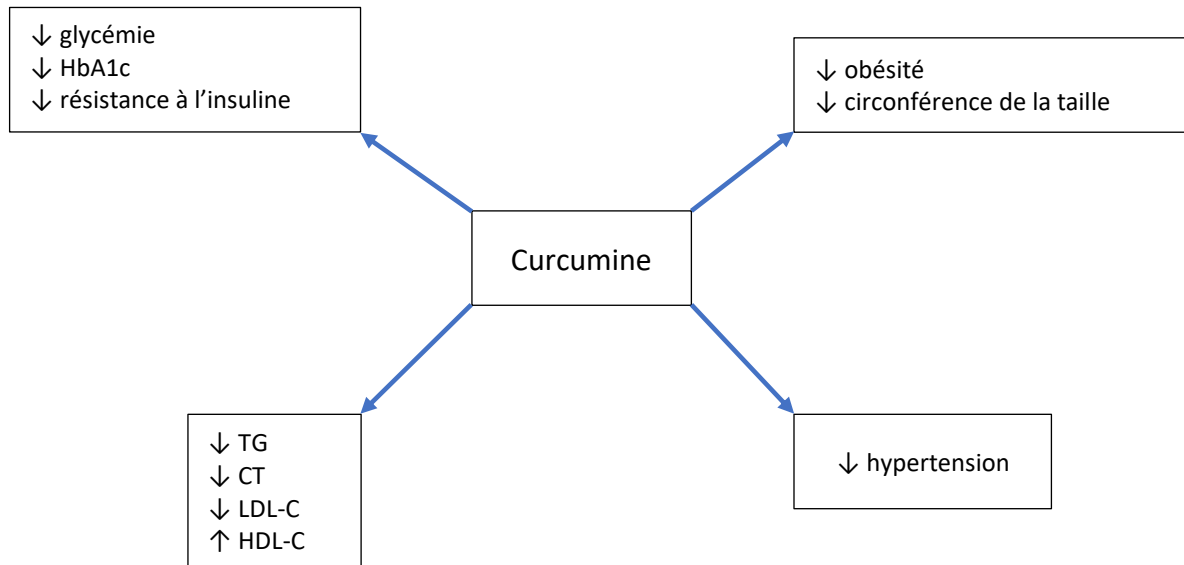 ↓ glycémie
↓ HbA1c
↓ résistance à l’insuline
↓ obésité
↓ circonférence de la taille
Curcumine
↓ TG
↓ CT
↓ LDL-C
↑ HDL-C
↓ hypertension